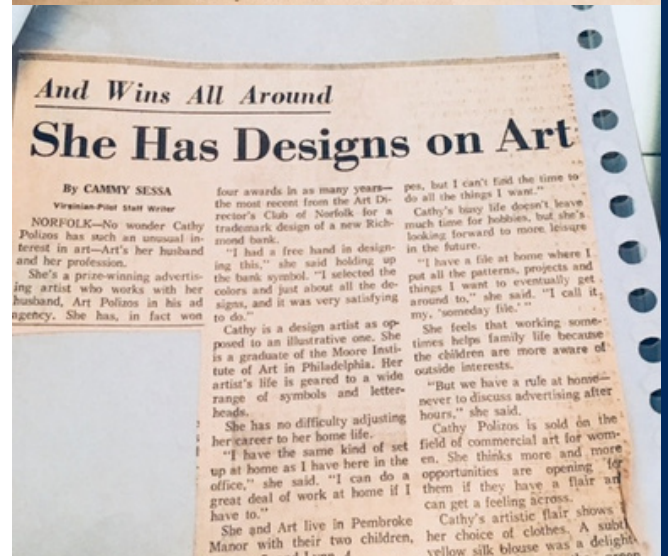 And Wins All Around
She Has Designs on Art
By CAMMY SESSA
Virginian-Pilot Staff Writer
NORFOLK—No wonder Cathy
Polizos has such an unusual in-
terest in art—Art's her husband
and her profession.
She's a prize-winning advertis-
ing artist who works with her
husband, Art Polizos in his ad
agency. She has, in fact won
four awards in as many years—
the most recent from the Art Di-
rector's Club of Norfolk for a
trademark design of a new Rich-
mond bank.
"I had a free hand in design-
ing this," she said holding up
the bank symbol. "I selected the
colors and just about all the de-
signs, and it was very satisfying
to do."
Cathy is a design artist as op-
posed to an illustrative one. She
is a graduate of the Moore Insti-
tute of Art in Philadelphia. Her
artist's life is geared to a wide
range of symbols and letter-
heads.
She has no difficulty adjusting
her career to her home life.
"I have the same kind of set
up at home as I have here in the
office," she said. "I can do a
great deal of work at home if I
have to."
She and Art live in Pembroke
Manor with their two children,
pes, but I can't find the time to
do all the things I want."
Cathy's busy life doesn't leave
much time for hobbies, but she's
looking forward to more leisure
in the future.
"I have a file at home where I
put all the patterns, projects and
things I want to eventually get
around to," she said. "I call it,
my, 'someday file.' "
She feels that working some-
times helps family life because
the children are more aware of
outside interests.
"But we have a rule at home—
never to discuss advertising after
hours," she said.
Cathy Polizos is sold on the
field of commercial art for wom-
en. She thinks more and more
opportunities are opening for
them if they have a flair and
can get a feeling across.
Cathy's artistic flair shows
her choice of clothes. A subtl
yellow silk blouse was a delight-